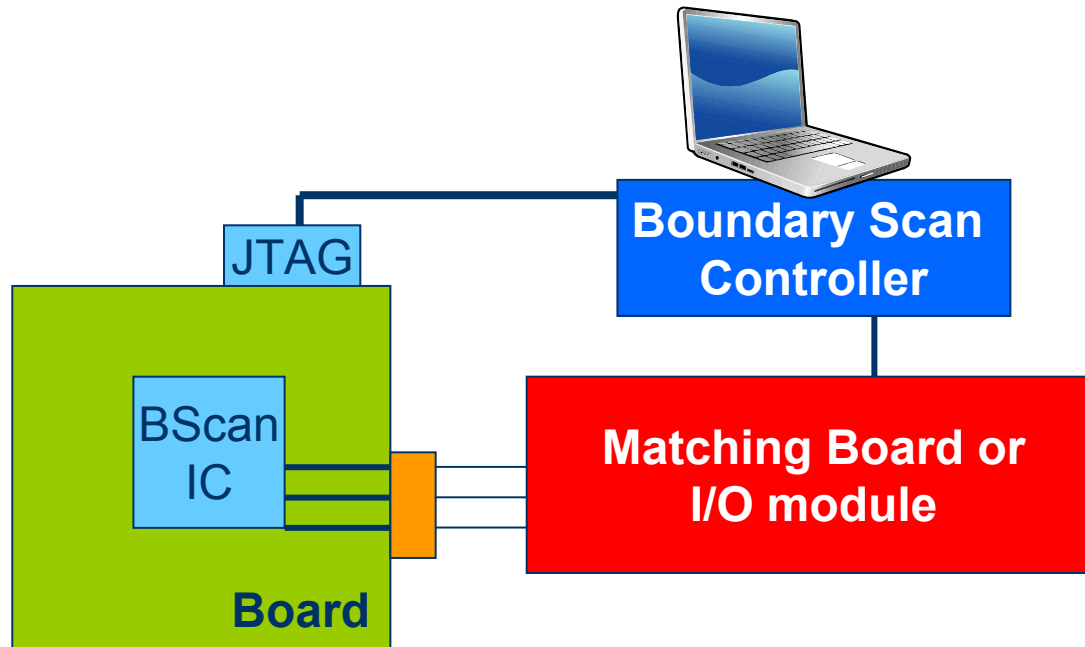 Boundary Scan
Controller
JTAG
BScan
IC
Matching Board or
I/O module
Board